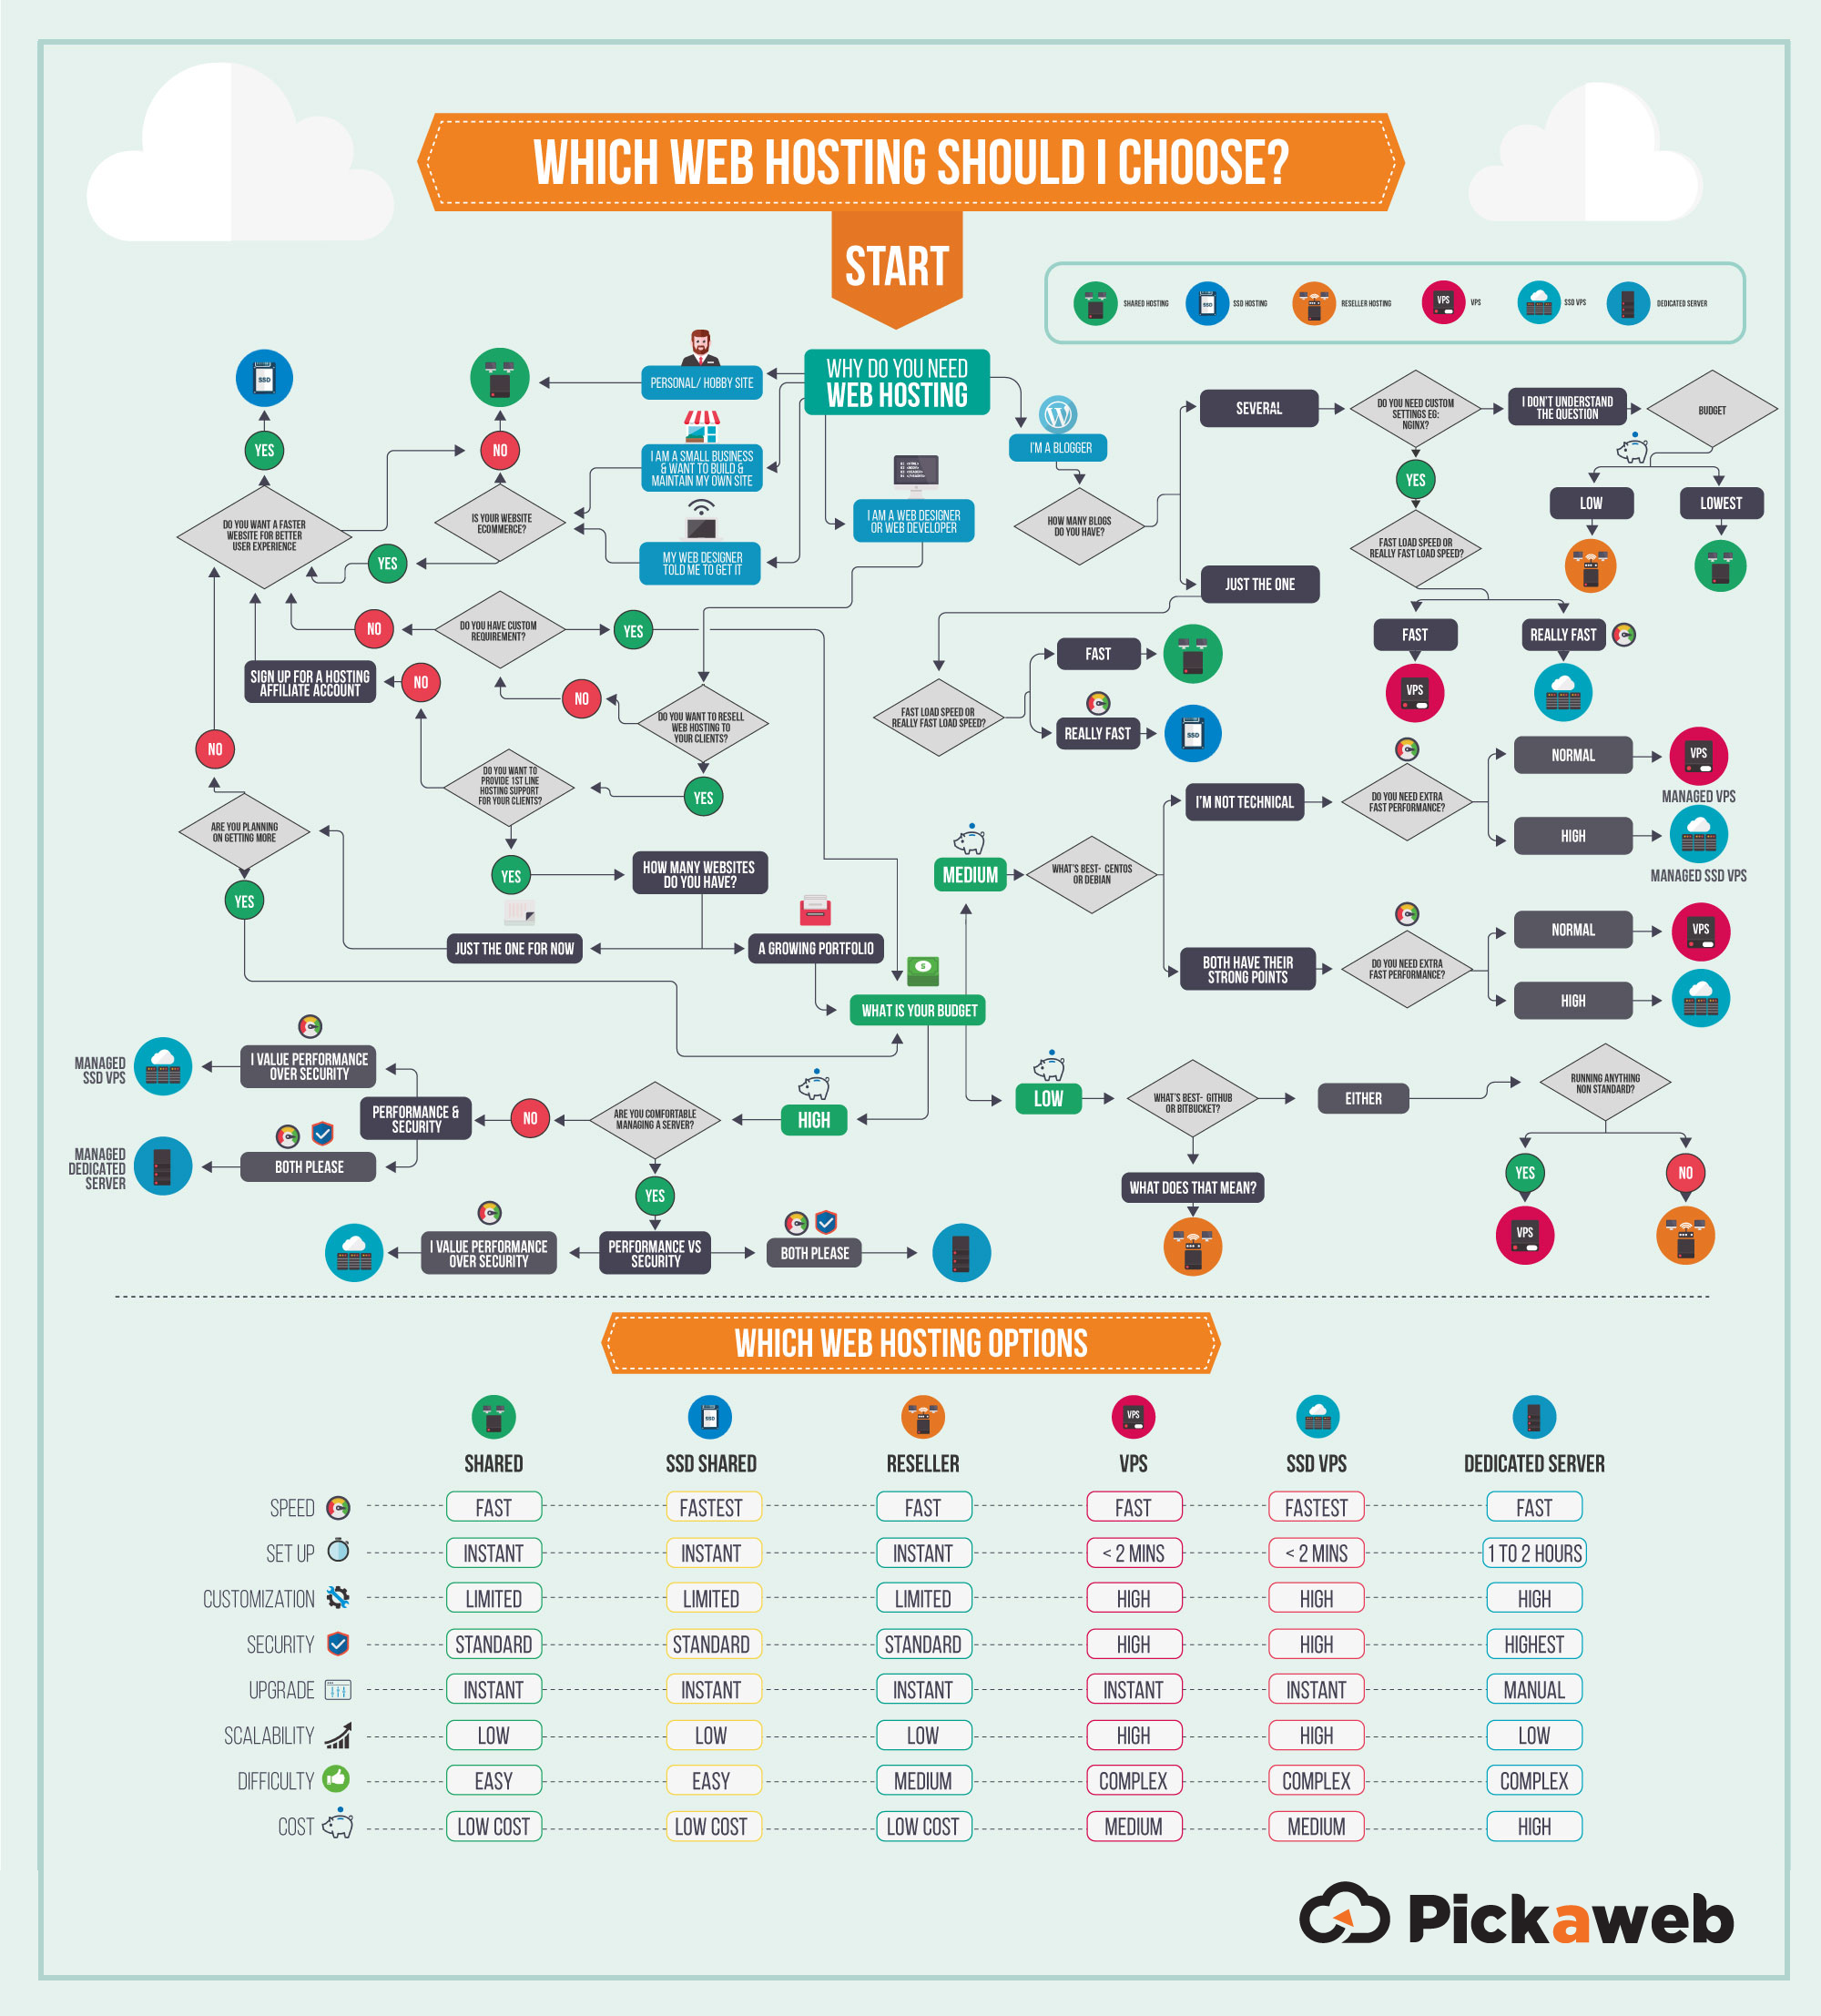 WHICH WEB HOSTING SHOULD I CHOOSE?
START
SHARED HOSTING
SSD
SSD HOSTING
RESELLER HOSTING
VPS
VPS
SSD VPS
DEDICATED SERVER
WHY DO YOU NEED
WEB HOSTING
PERSONAL/ HOBBY SITE
I AM A SMALL BUSINESS
& WANT TO BUILD &
MAINTAIN MY OWN SITE
MY WEB DESIGNER
TOLD ME TO GET IT
I AM A WEB DESIGNER
OR WEB DEVELOPER
I'M A BLOGGER
HOW MANY BLOGS
DO YOU HAVE?
SEVERAL
DO YOU NEED CUSTOM
SETTINGS EG:
NGINX?
I DON'T UNDERSTAND
THE QUESTION
BUDGET
LOW
LOWEST
YES
FAST LOAD SPEED OR
REALLY FAST LOAD SPEED?
FAST
REALLY FAST
VPS
JUST THE ONE
FAST LOAD SPEED OR
REALLY FAST LOAD SPEED?
FAST
REALLY FAST
SSD
SSD
YES
NO
DO YOU WANT A FASTER
WEBSITE FOR BETTER
USER EXPERIENCE
IS YOUR WEBSITE
ECOMMERCE?
YES
NO
DO YOU HAVE CUSTOM
REQUIREMENT?
YES
SIGN UP FOR A HOSTING
AFFILIATE ACCOUNT
NO
NO
DO YOU WANT TO RESELL
WEB HOSTING TO
YOUR CLIENTS?
NO
DO YOU WANT TO
PROVIDE 1ST LINE
HOSTING SUPPORT
FOR YOUR CLIENTS?
YES
ARE YOU PLANNING
ON GETTING MORE
YES
YES
HOW MANY WEBSITES
DO YOU HAVE?
JUST THE ONE FOR NOW
A GROWING PORTFOLIO
WHAT IS YOUR BUDGET
MEDIUM
WHAT'S BEST- CENTOS
OR DEBIAN
I'M NOT TECHNICAL
DO YOU NEED EXTRA
FAST PERFORMANCE?
NORMAL
VPS
MANAGED VPS
HIGH
MANAGED SSD VPS
BOTH HAVE THEIR
STRONG POINTS
DO YOU NEED EXTRA
FAST PERFORMANCE?
NORMAL
VPS
HIGH
LOW
WHAT'S BEST- GITHUB
OR BITBUCKET?
EITHER
RUNNING ANYTHING
NON STANDARD?
YES
NO
VPS
WHAT DOES THAT MEAN?
HIGH
ARE YOU COMFORTABLE
MANAGING A SERVER?
NO
PERFORMANCE &
SECURITY
I VALUE PERFORMANCE
OVER SECURITY
MANAGED
SSD VPS
BOTH PLEASE
MANAGED
DEDICATED
SERVER
YES
PERFORMANCE VS
SECURITY
I VALUE PERFORMANCE
OVER SECURITY
BOTH PLEASE
WHICH WEB HOSTING OPTIONS
SSD
VPS
SHARED SSD SHARED RESELLER VPS SSD VPS DEDICATED SERVER
SPEED FAST FASTEST FAST FAST FASTEST FAST
SET UP INSTANT INSTANT INSTANT < 2 MINS < 2 MINS 1 TO 2 HOURS
CUSTOMIZATION LIMITED LIMITED LIMITED HIGH HIGH HIGH
SECURITY STANDARD STANDARD STANDARD HIGH HIGH HIGHEST
UPGRADE INSTANT INSTANT INSTANT INSTANT INSTANT MANUAL
SCALABILITY LOW LOW LOW HIGH HIGH LOW
DIFFICULTY EASY EASY MEDIUM COMPLEX COMPLEX COMPLEX
COST LOW COST LOW COST LOW COST MEDIUM MEDIUM HIGH
Pickaweb